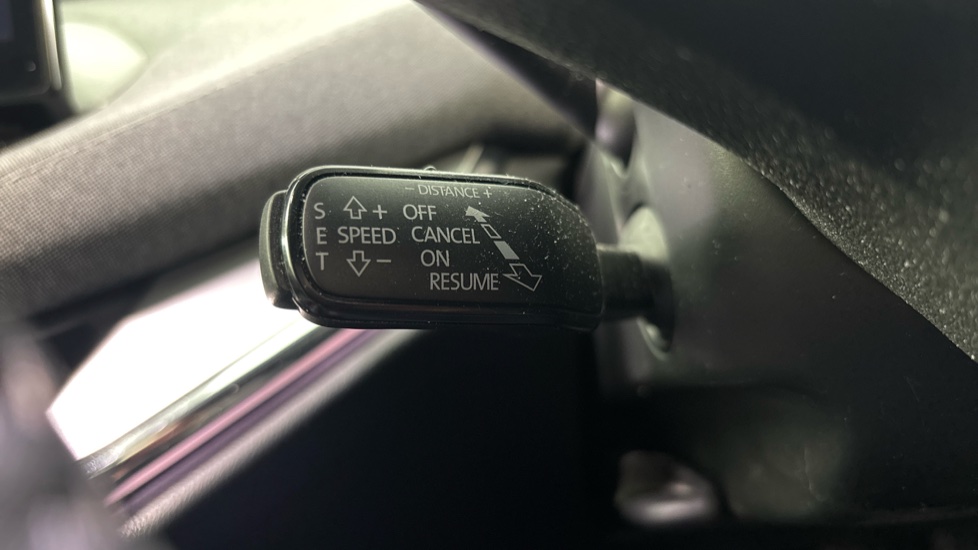 - DISTANCE +
S + OFF
E SPEED CANCEL
T - ON
RESUME